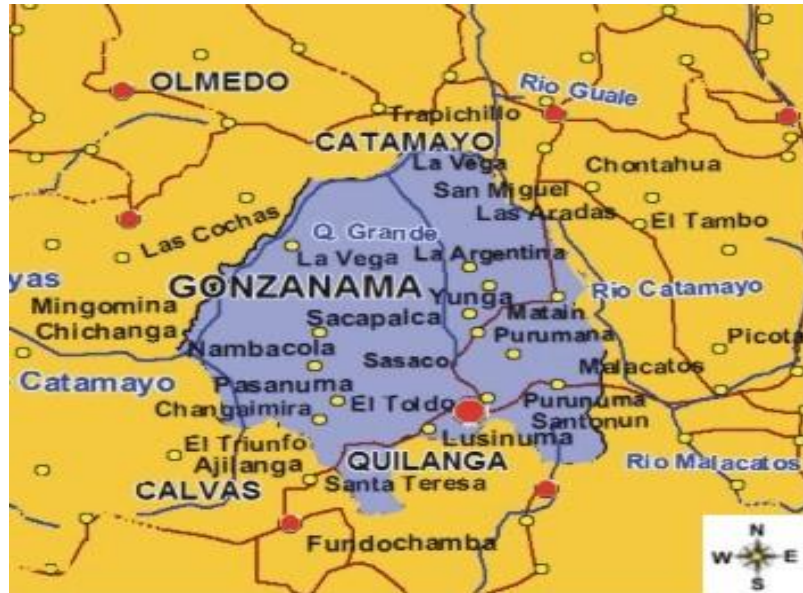 OLMEDO
Rio Guale
Trapichillo
CATAMAYO
La Vega
Chontahua
San Miguel
Las Aradas
El Tambo
Las Cochas
Q. Grande
La Vega
La Argentina
yas
GONZANAMA
Yunga
Rio Catamayo
Mingomina
Sacapalca
Matain
Chichanga
Purumana
Picota
Nambacola
Sasaco
Malacatos
Catamayo
Pasanuma
Changaimira
El Toldo
Purunuma
Santonun
El Triunfo
Lusinuma
Ajilanga
QUILANGA
Rio Malacatos
CALVAS
Santa Teresa
Fundochamba
N
W E
S